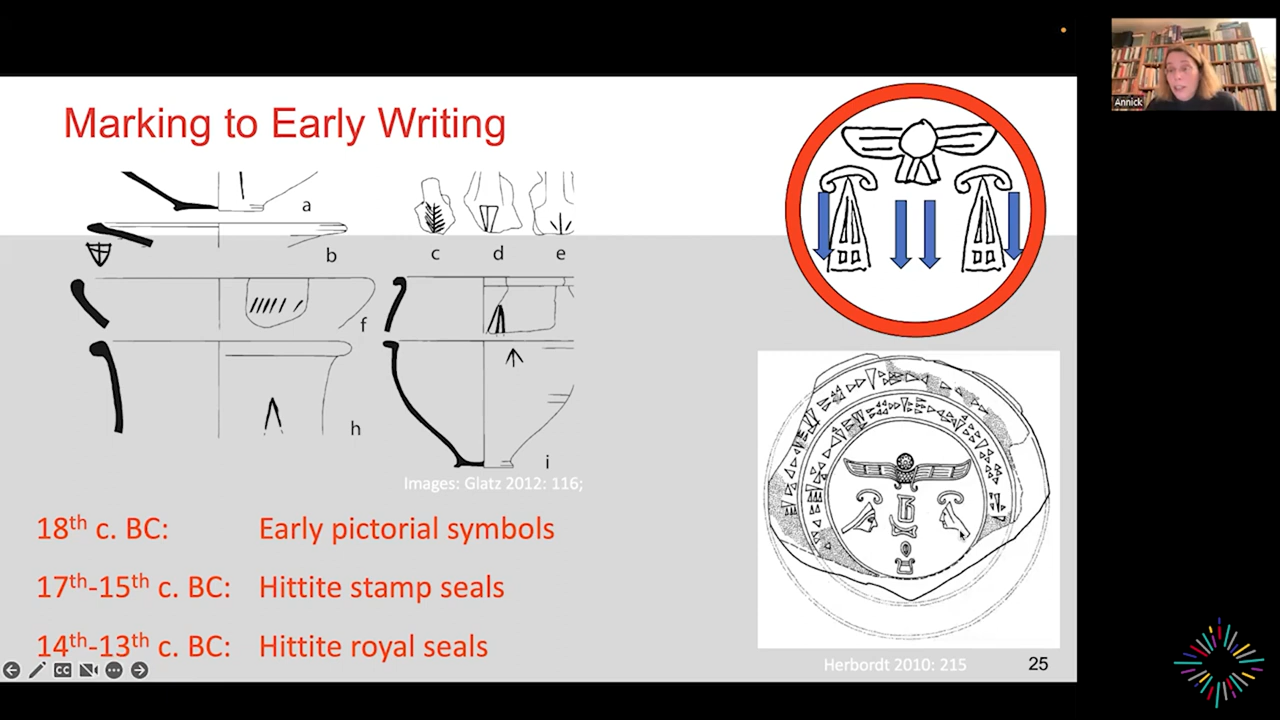 Annick
Marking to Early Writing
a
b
c
d
e
f
h
i
Images: Glatz 2012: 116;
18th c. BC: Early pictorial symbols
17th-15th c. BC: Hittite stamp seals
14th-13th c. BC: Hittite royal seals
CC
Herbordt 2010: 215
25